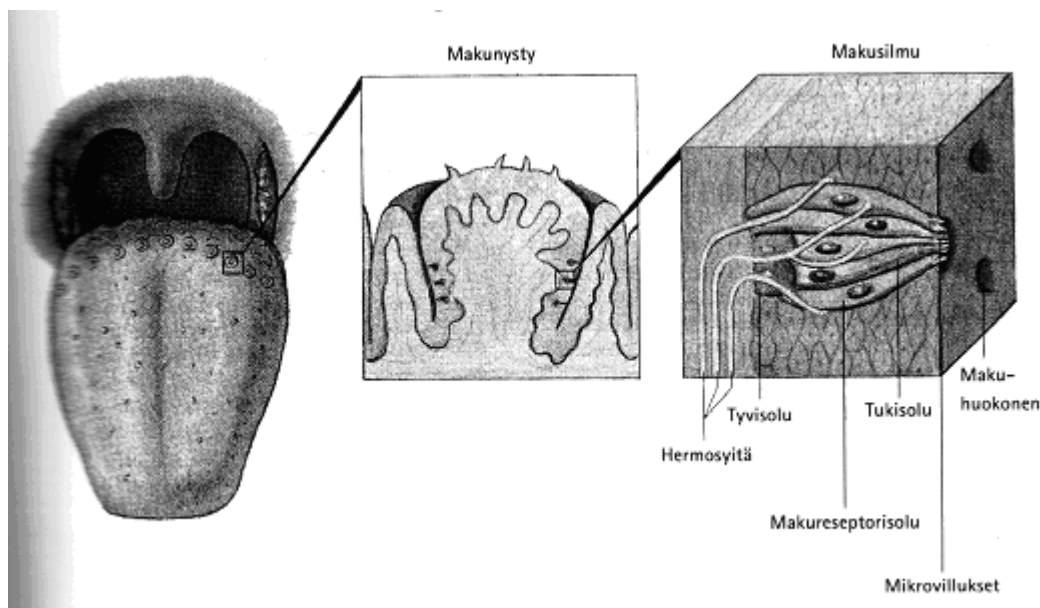 Makunysty
Makusilmu
Maku-
huokonen
Tyvisolu
Tukisolu
Hermosyitä
Makureseptorisolu
Mikrovillukset